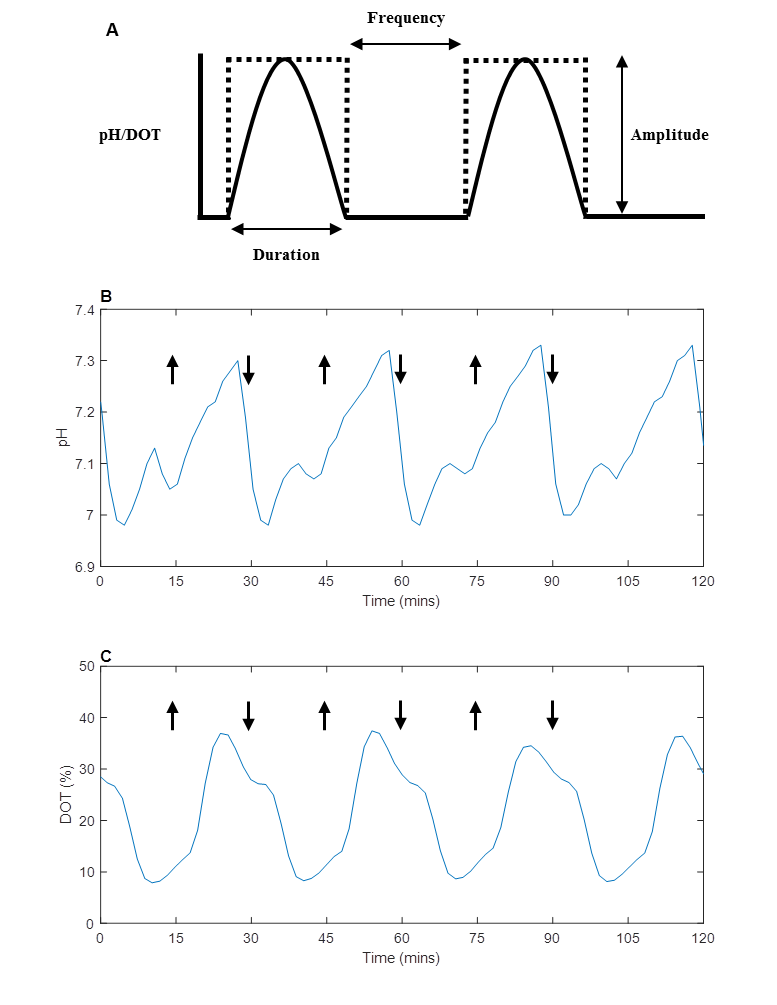 A
Frequency
pH/DOT
Amplitude
Duration
B
7.4
7.3
7.2
7.1
7
6.9
pH
0 15 30 45 60 75 90 105 120
Time (mins)
C
50
40
30
20
10
0
DOT (%)
0 15 30 45 60 75 90 105 120
Time (mins)